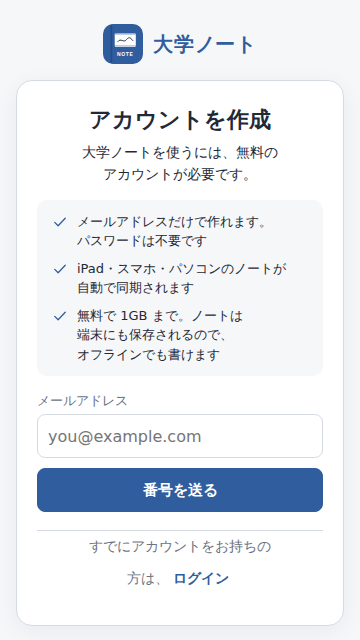 NOTE
大学ノート
アカウントを作成
大学ノートを使うには、無料の
アカウントが必要です。
メールアドレスだけで作れます。
パスワードは不要です
iPad・スマホ・パソコンのノートが
自動で同期されます
無料で 1GB まで。ノートは
端末にも保存されるので、
オフラインでも書けます
メールアドレス
you@example.com
番号を送る
すでにアカウントをお持ちの
方は、 ログイン